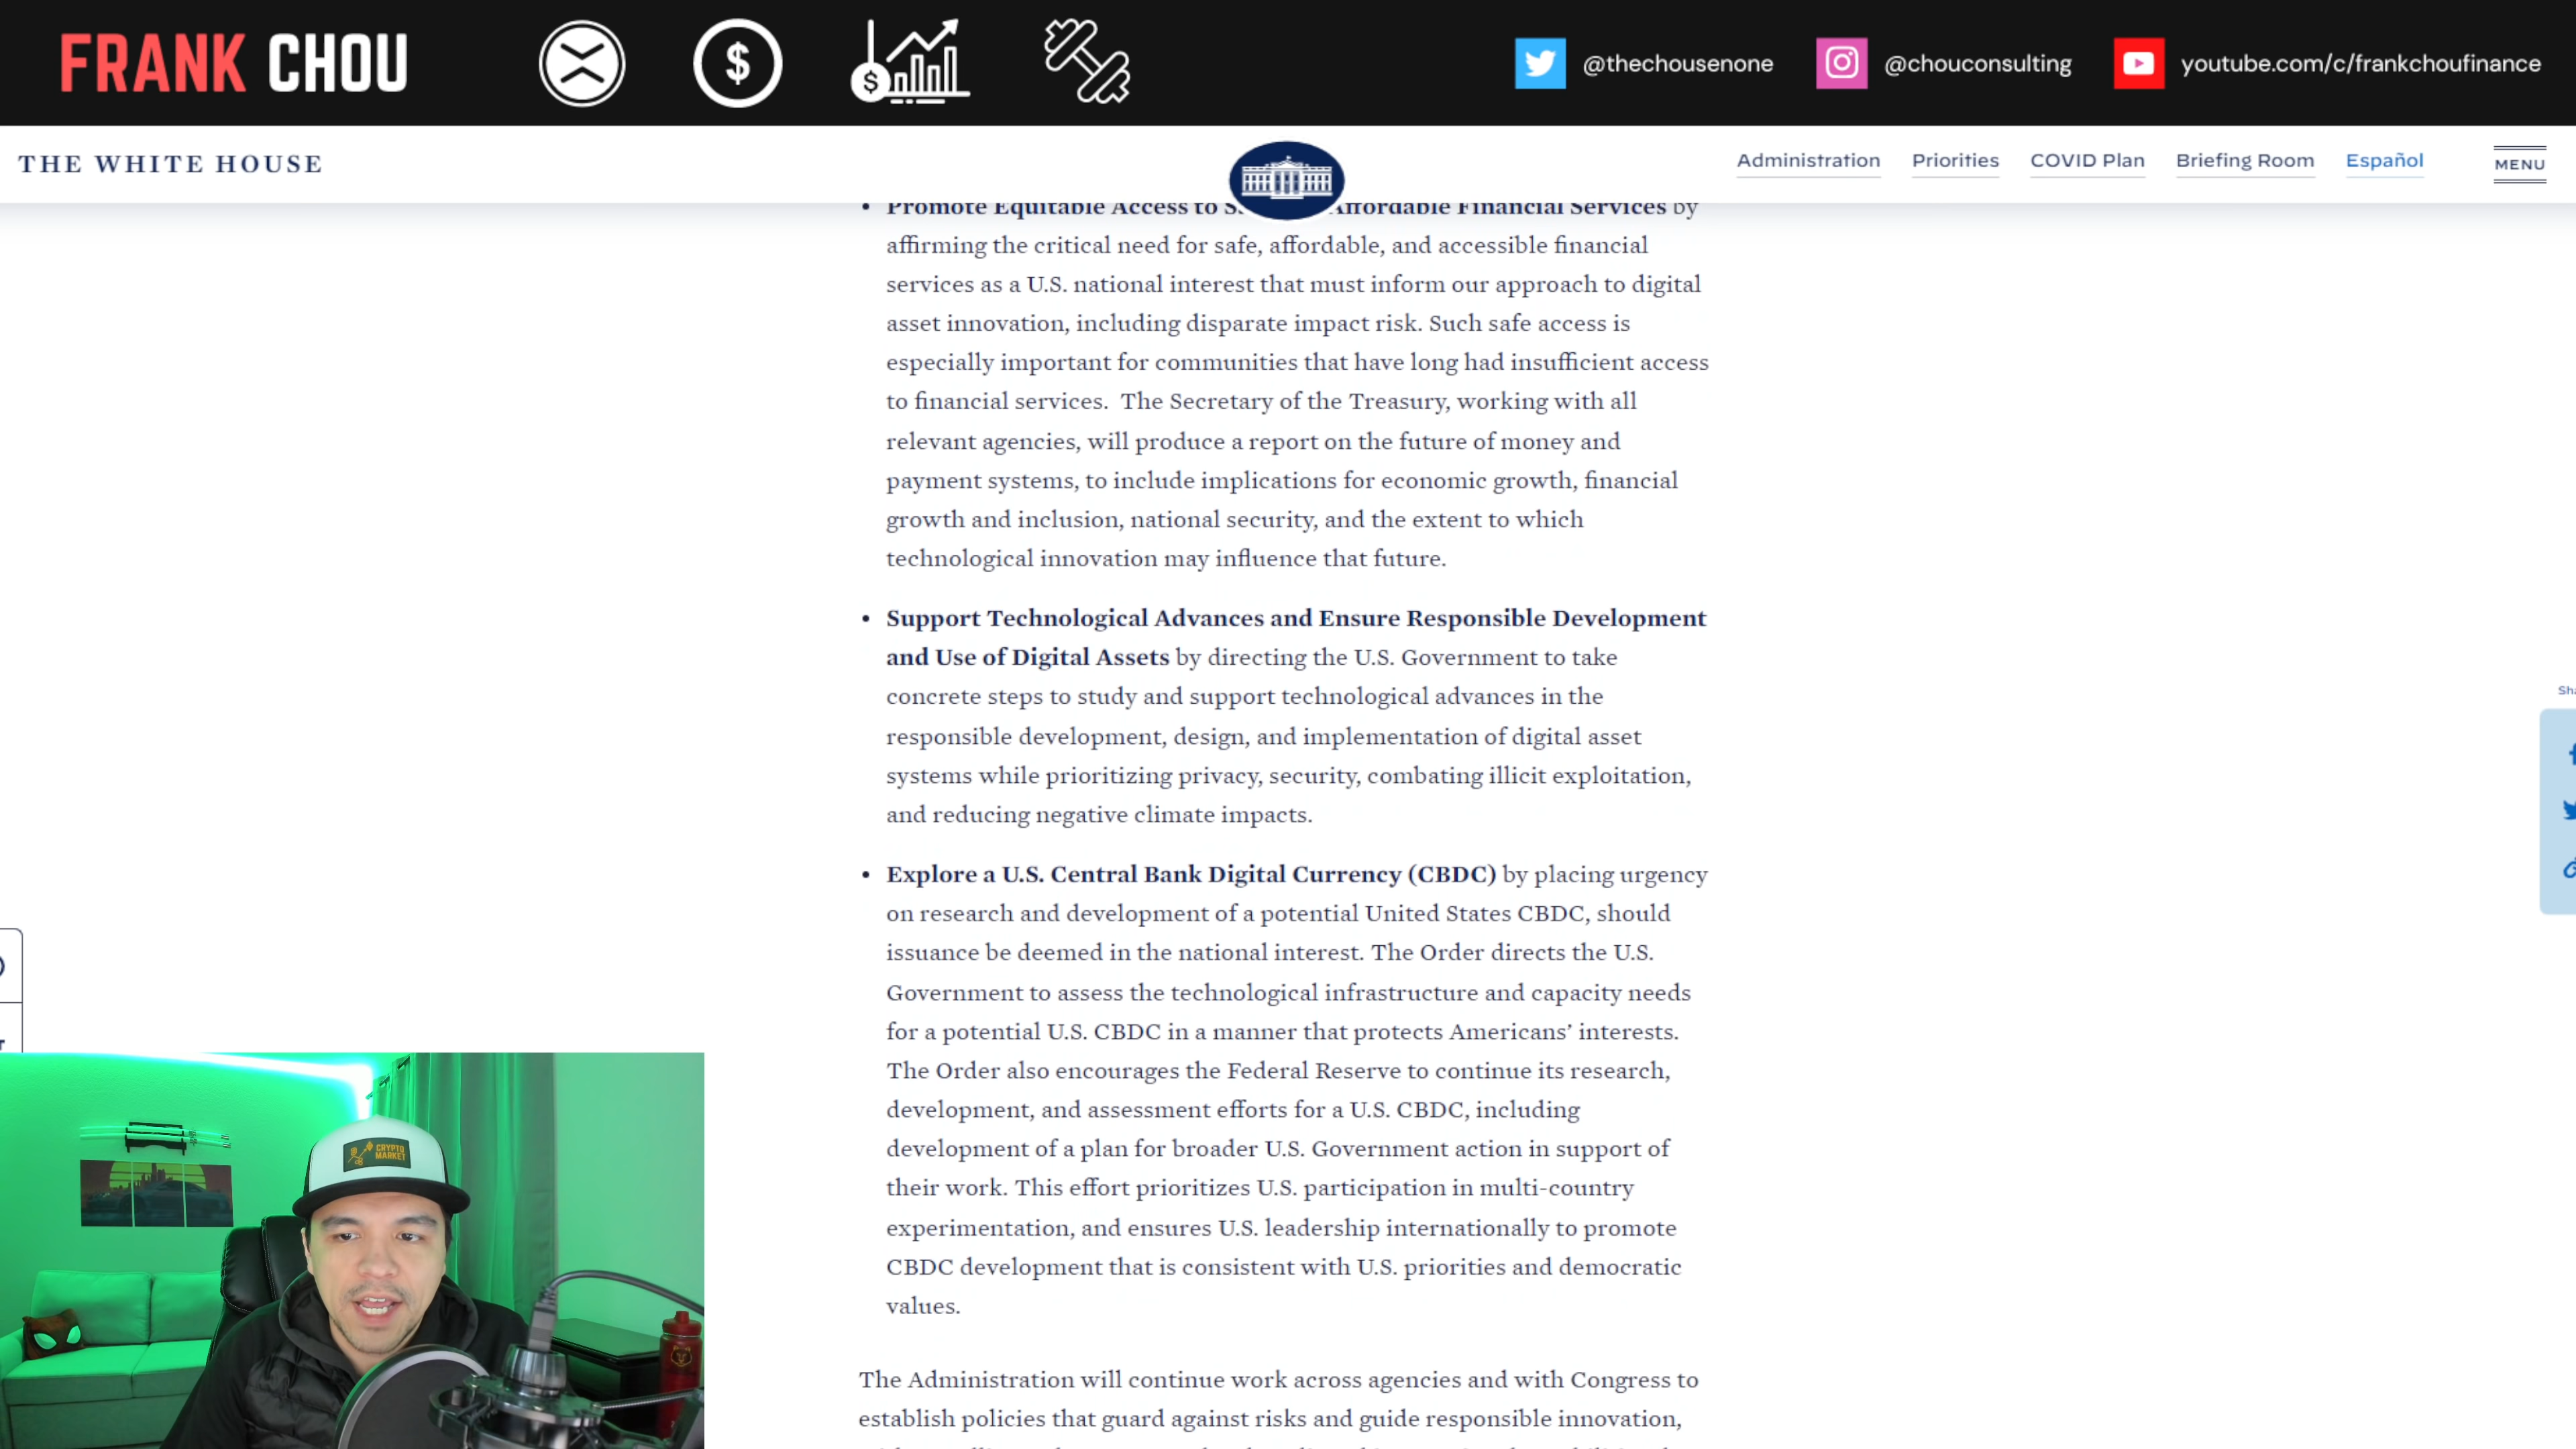 FRANK CHOU
$
$
@thechousenone
@chouconsulting
youtube.com/c/frankchoufinance
THE WHITE HOUSE
Administration
Priorities
COVID Plan
Briefing Room
Español
MENU
• Promote Equitable Access to Affordable Financial Services by
affirming the critical need for safe, affordable, and accessible financial
services as a U.S. national interest that must inform our approach to digital
asset innovation, including disparate impact risk. Such safe access is
especially important for communities that have long had insufficient access
to financial services. The Secretary of the Treasury, working with all
relevant agencies, will produce a report on the future of money and
payment systems, to include implications for economic growth, financial
growth and inclusion, national security, and the extent to which
technological innovation may influence that future.
• Support Technological Advances and Ensure Responsible Development
and Use of Digital Assets by directing the U.S. Government to take
concrete steps to study and support technological advances in the
responsible development, design, and implementation of digital asset
systems while prioritizing privacy, security, combating illicit exploitation,
and reducing negative climate impacts.
• Explore a U.S. Central Bank Digital Currency (CBDC) by placing urgency
on research and development of a potential United States CBDC, should
issuance be deemed in the national interest. The Order directs the U.S.
Government to assess the technological infrastructure and capacity needs
for a potential U.S. CBDC in a manner that protects Americans’ interests.
The Order also encourages the Federal Reserve to continue its research,
development, and assessment efforts for a U.S. CBDC, including
development of a plan for broader U.S. Government action in support of
their work. This effort prioritizes U.S. participation in multi-country
experimentation, and ensures U.S. leadership internationally to promote
CBDC development that is consistent with U.S. priorities and democratic
values.
The Administration will continue work across agencies and with Congress to
establish policies that guard against risks and guide responsible innovation,
Sha
CRYPTO
MARKET